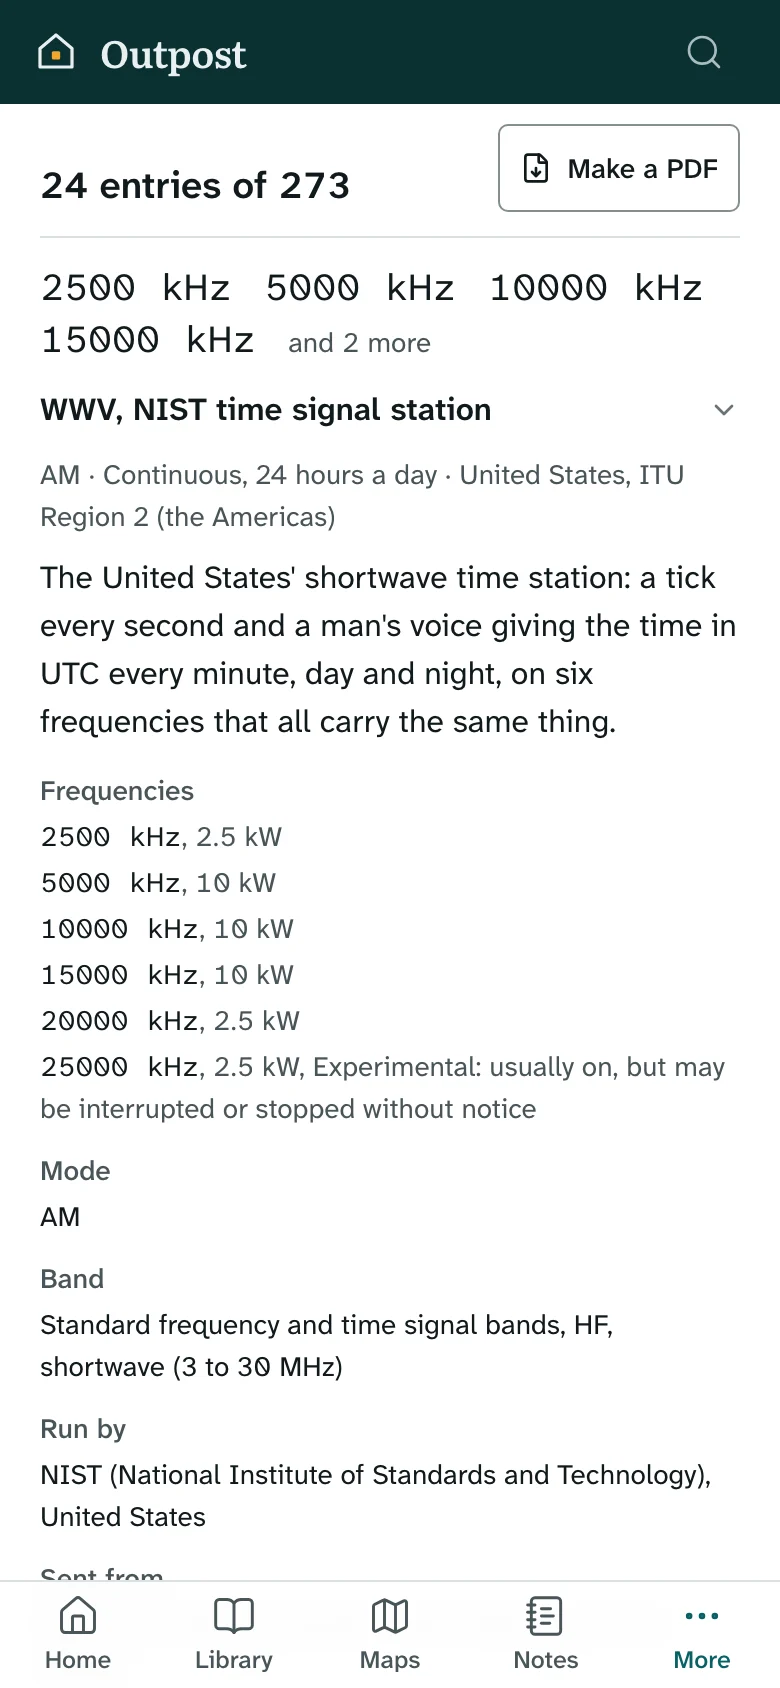 Outpost
24 entries of 273
Make a PDF
2500 kHz 5000 kHz 10000 kHz
15000 kHz and 2 more
WWV, NIST time signal station
AM · Continuous, 24 hours a day · United States, ITU
Region 2 (the Americas)
The United States' shortwave time station: a tick
every second and a man's voice giving the time in
UTC every minute, day and night, on six
frequencies that all carry the same thing.
Frequencies
2500 kHz, 2.5 kW
5000 kHz, 10 kW
10000 kHz, 10 kW
15000 kHz, 10 kW
20000 kHz, 2.5 kW
25000 kHz, 2.5 kW, Experimental: usually on, but may
be interrupted or stopped without notice
Mode
AM
Band
Standard frequency and time signal bands, HF,
shortwave (3 to 30 MHz)
Run by
NIST (National Institute of Standards and Technology),
United States
Sent from
Home
Library
Maps
Notes
More